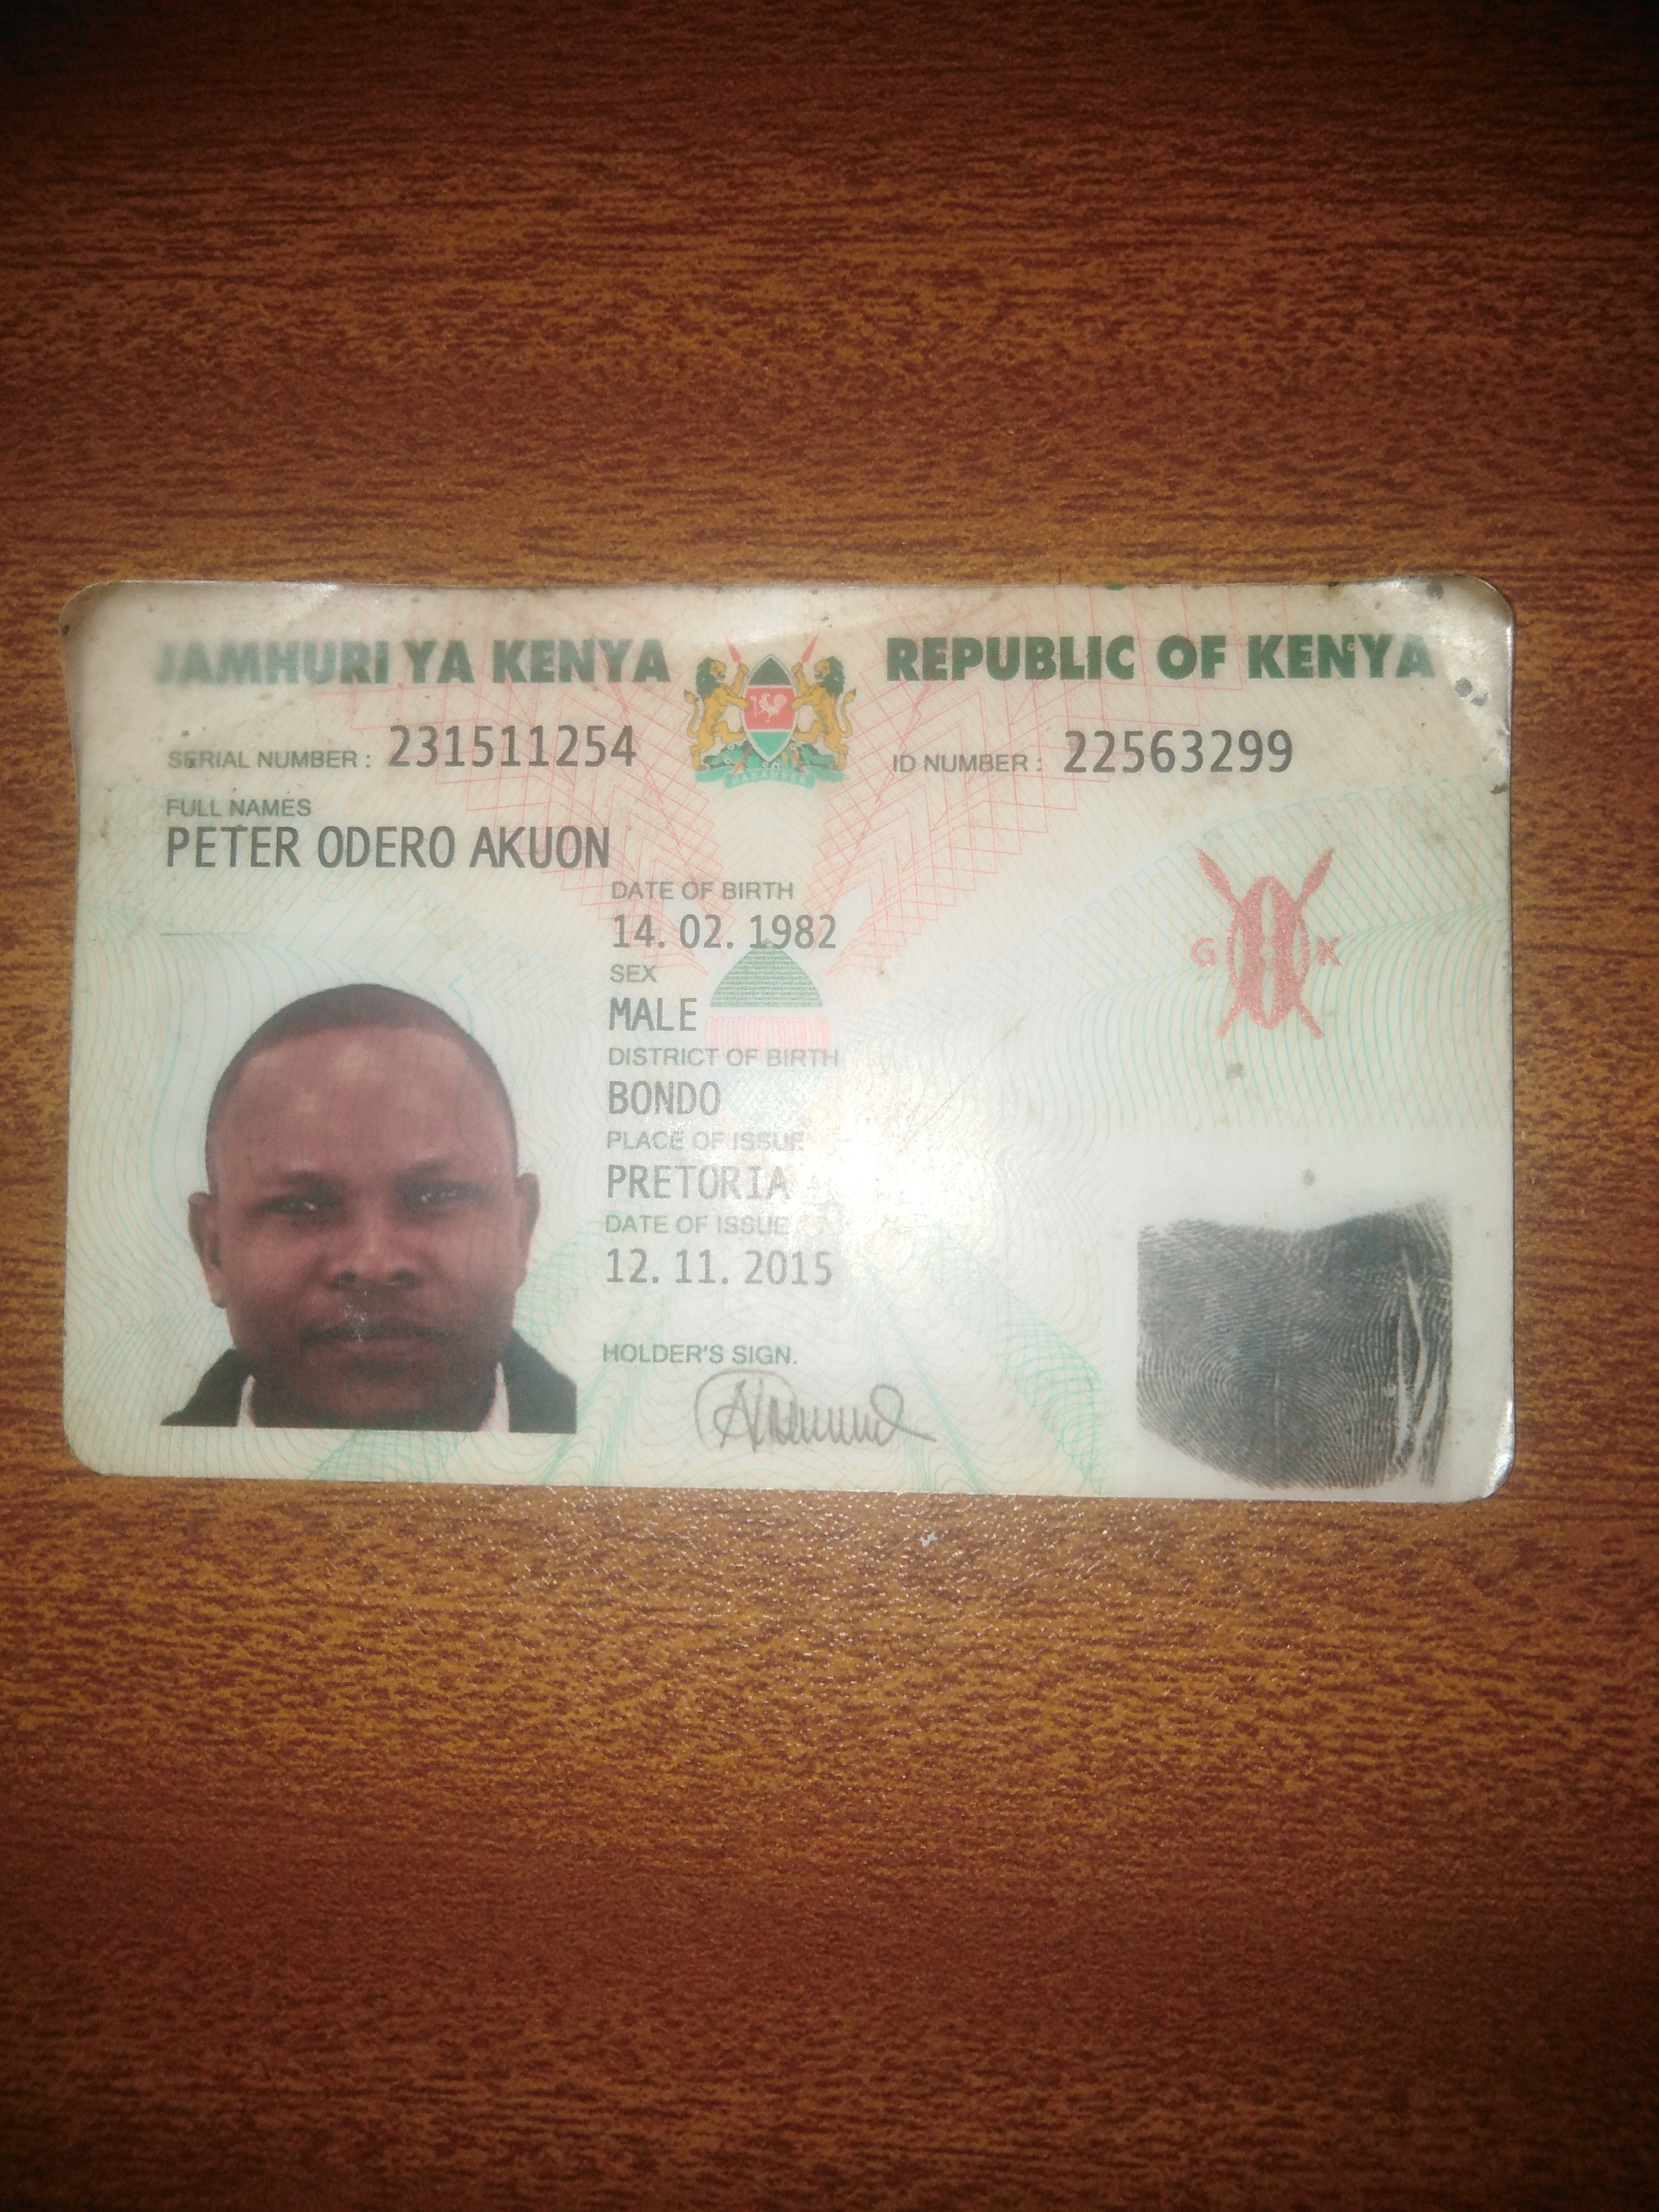 JAMHURI YA KENYA REPUBLIC OF KENYA
SERIAL NUMBER : 231511254 ID NUMBER : 22563299
FULL NAMES
PETER ODERO AKUON
DATE OF BIRTH
14. 02. 1982
SEX
MALE
G K
DISTRICT OF BIRTH
BONDO
PLACE OF ISSUE
PRETORIA
DATE OF ISSUE
12. 11. 2015
HOLDER'S SIGN.